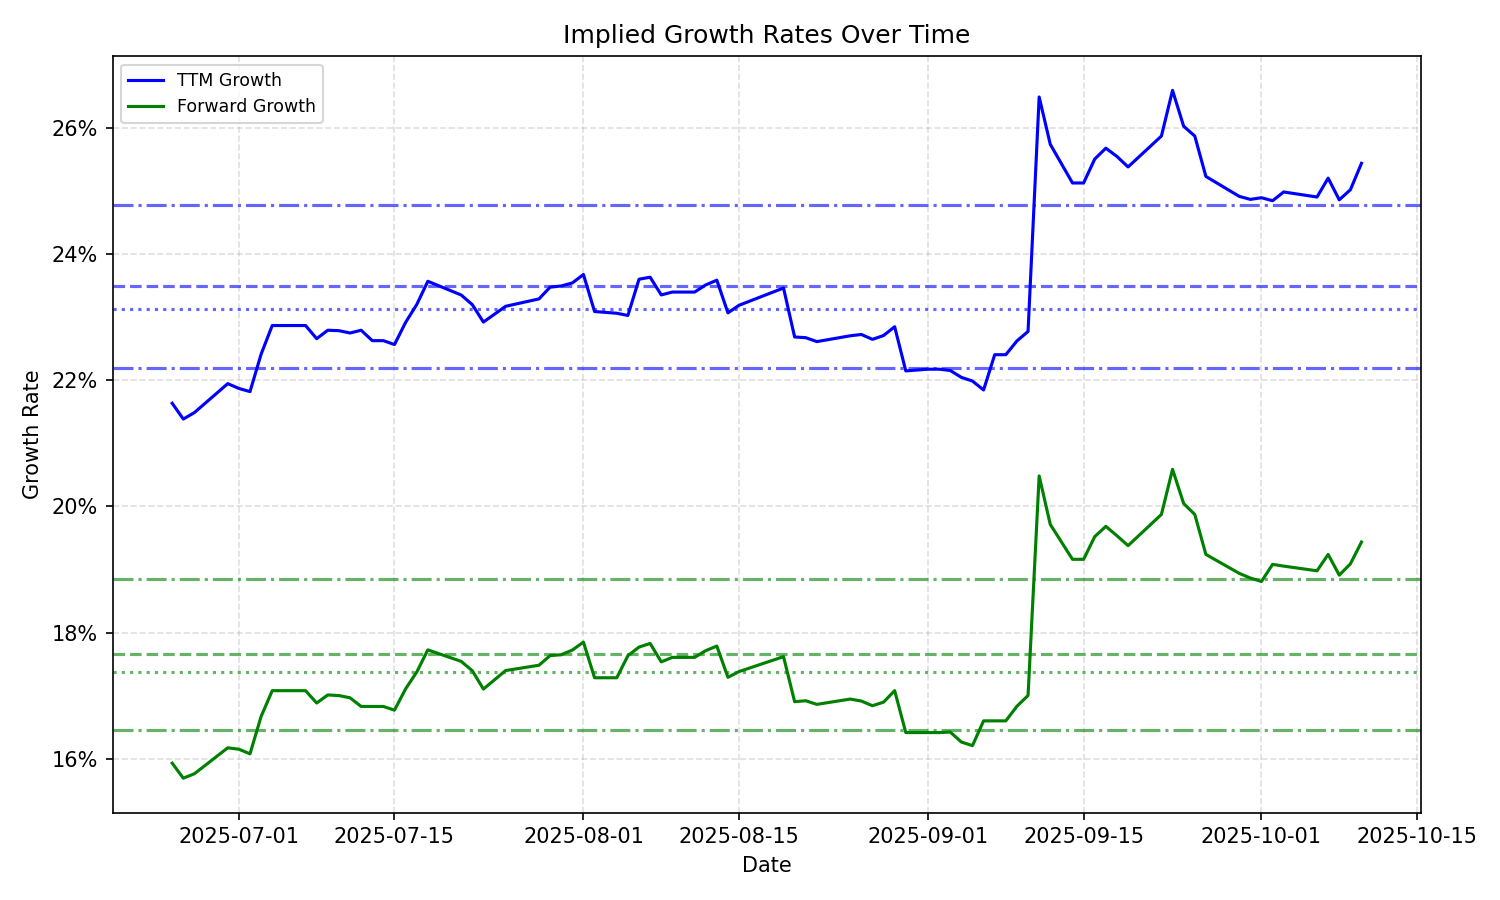 Implied Growth Rates Over Time
TTM Growth
Forward Growth
26%
24%
22%
20%
18%
16%
Growth Rate
2025-07-01 2025-07-15 2025-08-01 2025-08-15 2025-09-01 2025-09-15 2025-10-01 2025-10-15
Date